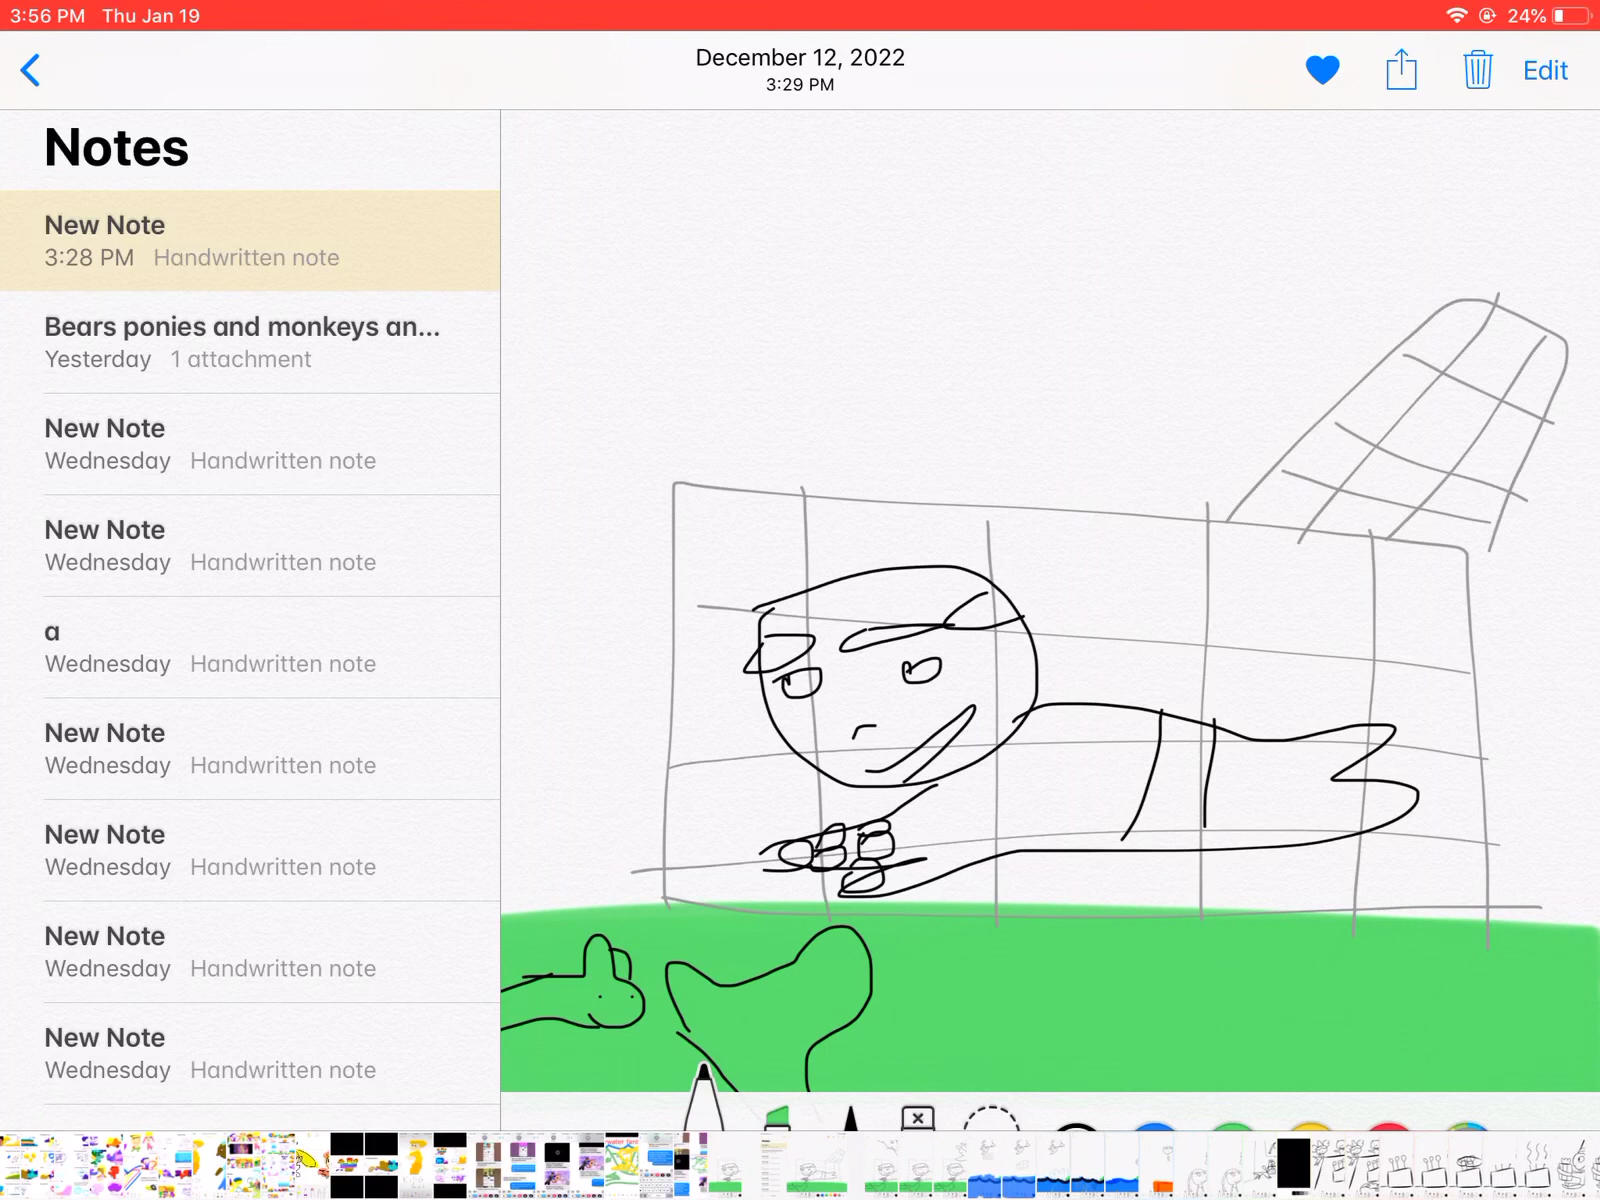 3:56 PM Thu Jan 19
24%
December 12, 2022
3:29 PM
Edit
Notes
New Note
3:28 PM Handwritten note
Bears ponies and monkeys an...
Yesterday 1 attachment
New Note
Wednesday Handwritten note
New Note
Wednesday Handwritten note
a
Wednesday Handwritten note
New Note
Wednesday Handwritten note
New Note
Wednesday Handwritten note
New Note
Wednesday Handwritten note
New Note
Wednesday Handwritten note